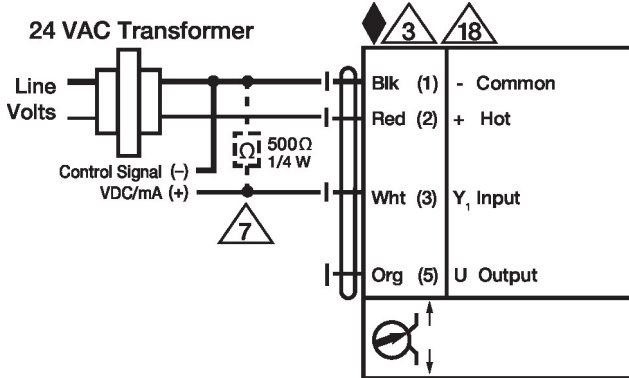 24 VAC Transformer
3
18
Line
Volts
Blk (1) - Common
Red (2) + Hot
Ω 500Ω
1/4 W
Control Signal (–)
VDC/mA (+)
Wht (3) Y1 Input
7
Org (5) U Output